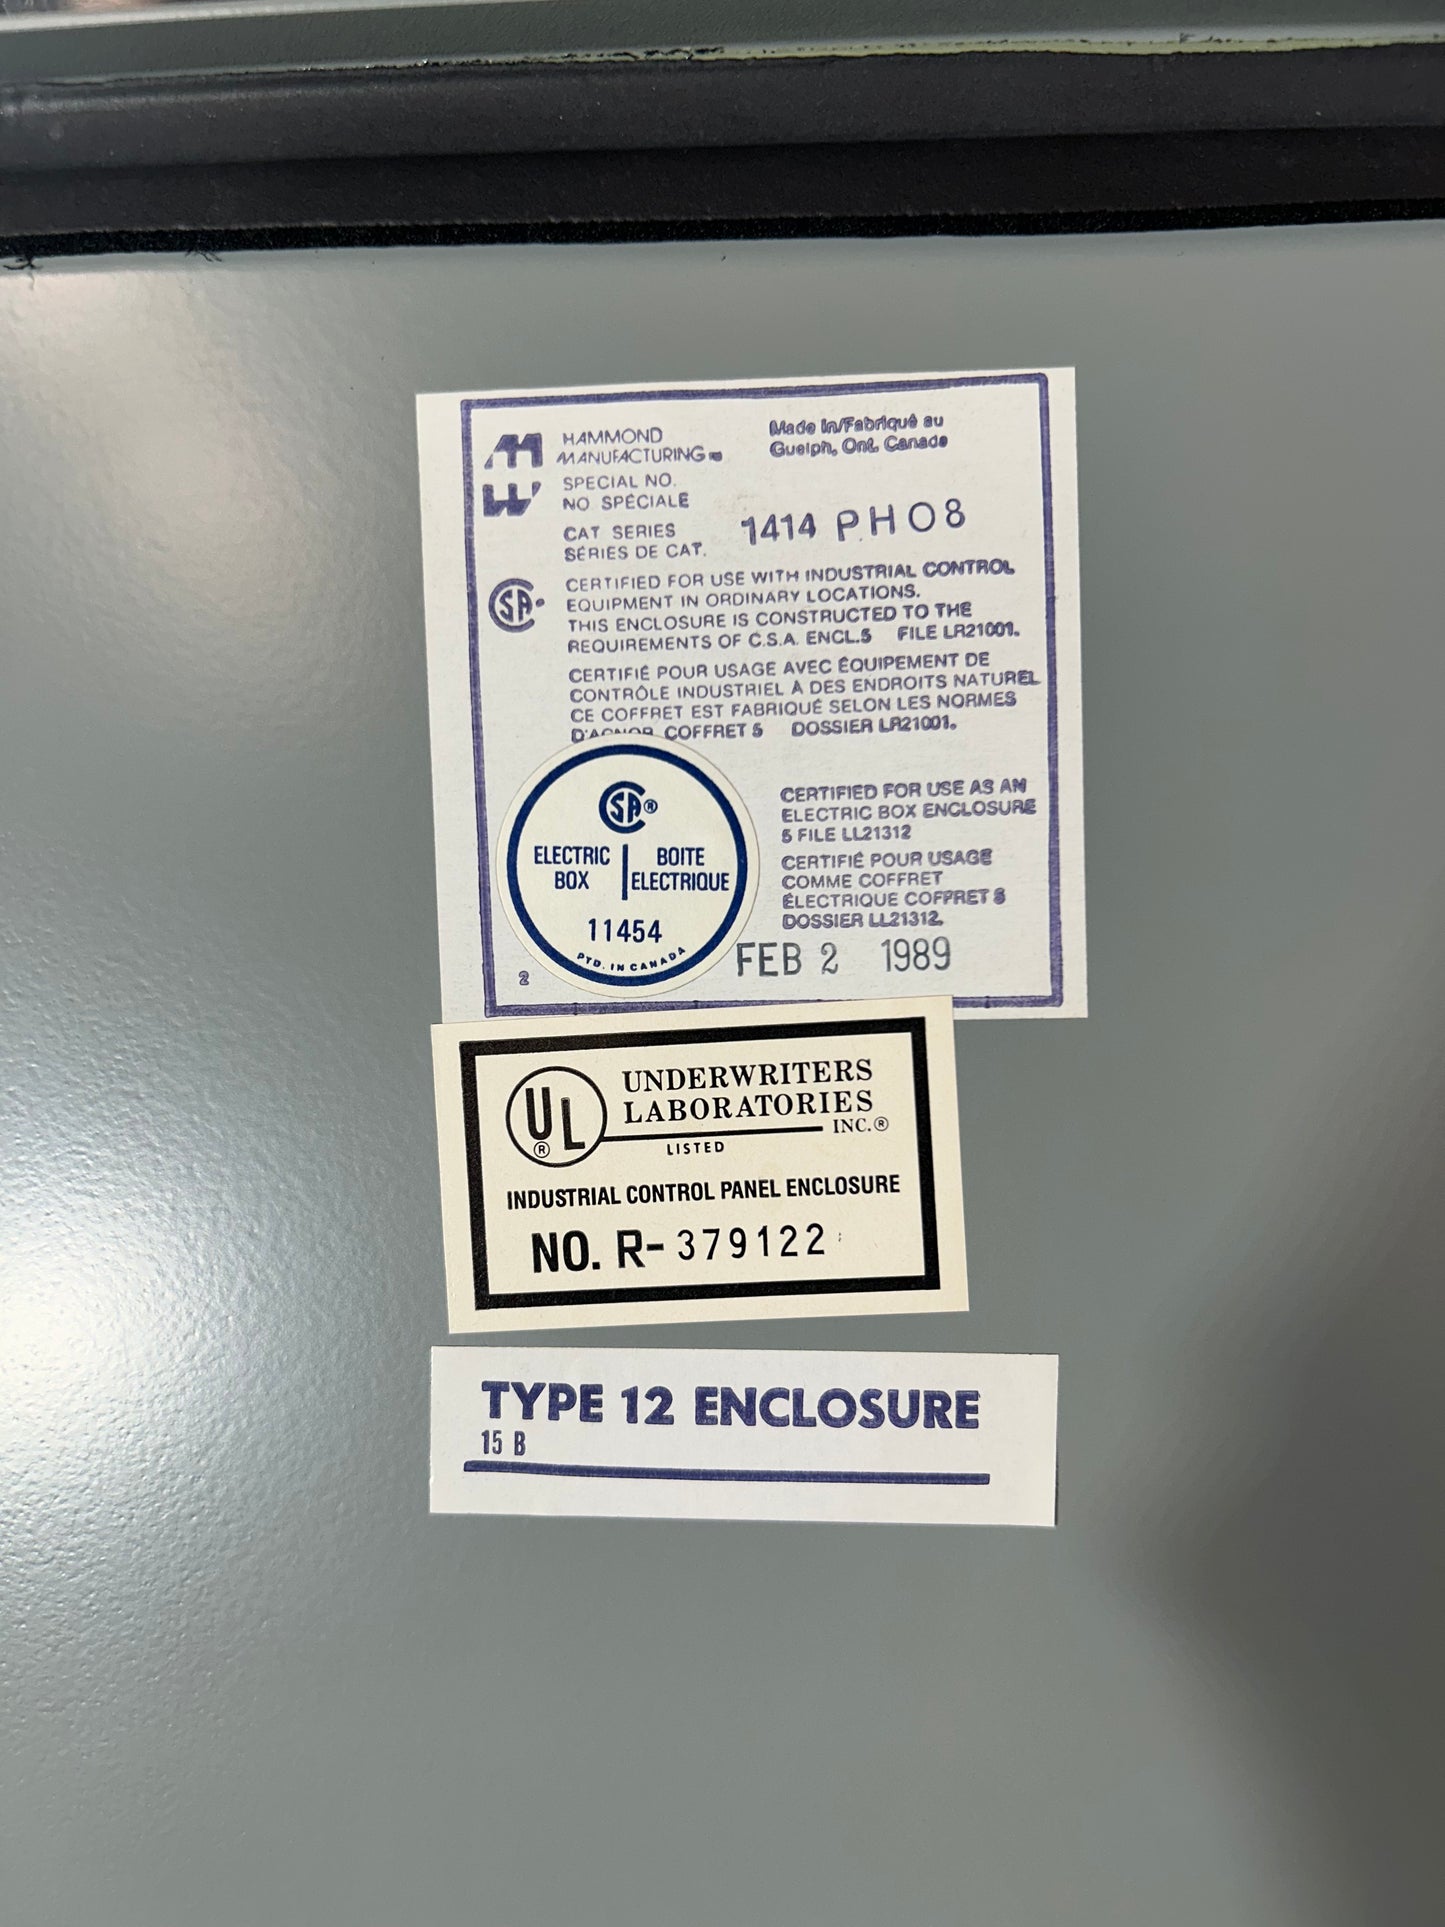 HAMMOND
MANUFACTURING
Made In/Fabriqué au
Guelph, Ont. Canada
SPECIAL NO.
NO SPÉCIALE
CAT SERIES
SÉRIES DE CAT.
1414 PHO8
CERTIFIED FOR USE WITH INDUSTRIAL CONTROL
EQUIPMENT IN ORDINARY LOCATIONS.
THIS ENCLOSURE IS CONSTRUCTED TO THE
REQUIREMENTS OF C.S.A. ENCL.5 FILE LR21001.
CERTIFIÉ POUR USAGE AVEC ÉQUIPEMENT DE
CONTRÔLE INDUSTRIEL À DES ENDROITS NATUREL
CE COFFRET EST FABRIQUÉ SELON LES NORMES
D'ACNOR COFFRET 5 DOSSIER LR21001.
CERTIFIED FOR USE AS AN
ELECTRIC BOX ENCLOSURE
5 FILE LL21312
CERTIFIÉ POUR USAGE
COMME COFFRET
ÉLECTRIQUE COFFRET 5
DOSSIER LL21312.
FEB 2 1989
2
SA®
ELECTRIC BOX
BOITE ELECTRIQUE
11454
PTD. IN CANADA
UL®
UNDERWRITERS
LABORATORIES
INC.®
LISTED
INDUSTRIAL CONTROL PANEL ENCLOSURE
NO. R-379122
TYPE 12 ENCLOSURE
15 B